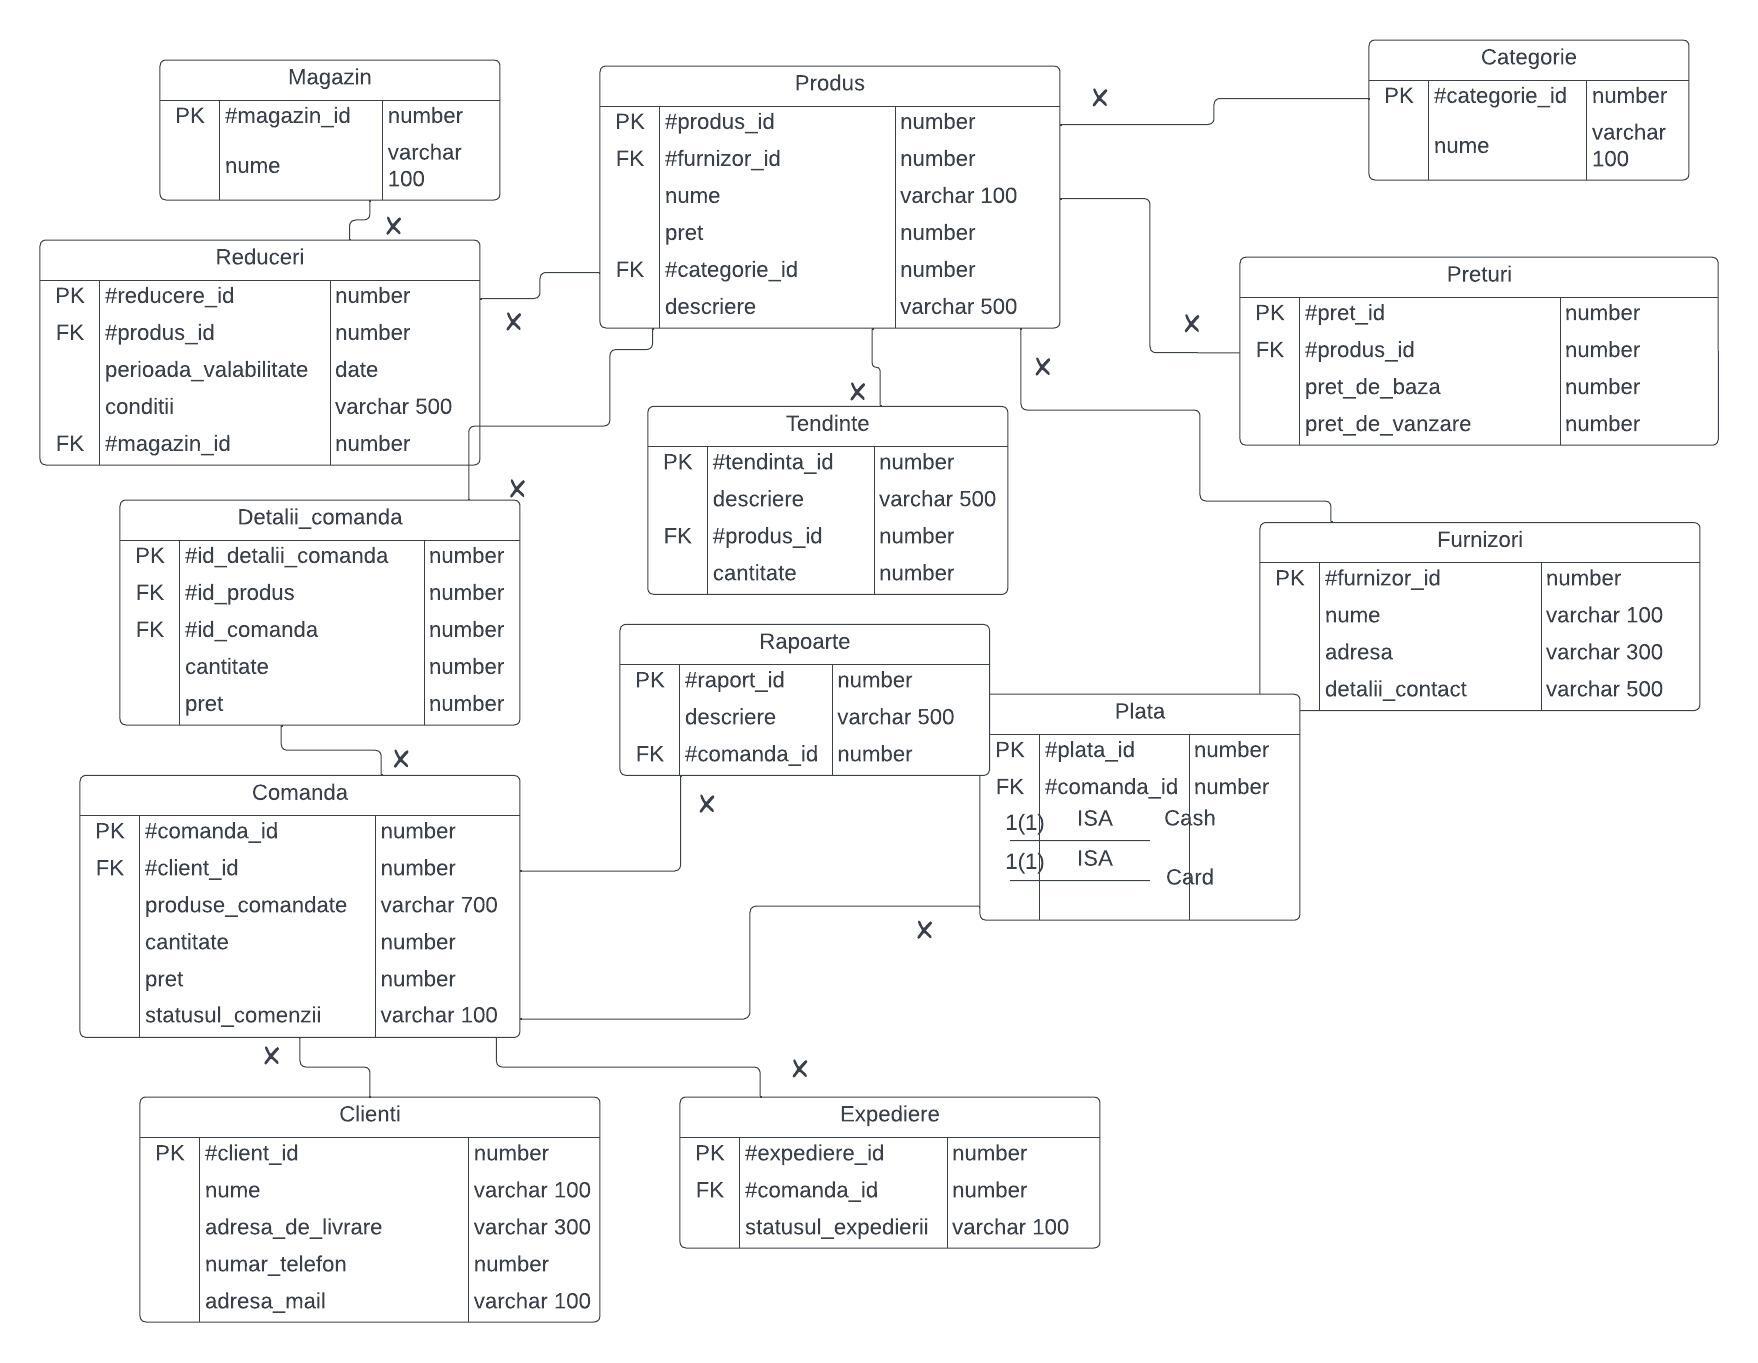 Magazin
PK #magazin_id number
nume varchar
100
Produs
PK #produs_id number
FK #furnizor_id number
nume varchar 100
pret number
FK #categorie_id number
descriere varchar 500
Categorie
PK #categorie_id number
nume varchar
100
Reduceri
PK #reducere_id number
FK #produs_id number
perioada_valabilitate date
conditii varchar 500
FK #magazin_id number
Preturi
PK #pret_id number
FK #produs_id number
pret_de_baza number
pret_de_vanzare number
Tendinte
PK #tendinta_id number
descriere varchar 500
FK #produs_id number
cantitate number
Detalii_comanda
PK #id_detalii_comanda number
FK #id_produs number
FK #id_comanda number
cantitate number
pret number
Furnizori
PK #furnizor_id number
nume varchar 100
adresa varchar 300
detalii_contact varchar 500
Rapoarte
PK #raport_id number
descriere varchar 500
FK #comanda_id number
Plata
PK #plata_id number
FK #comanda_id number
1(1) ISA Cash
1(1) ISA Card
Comanda
PK #comanda_id number
FK #client_id number
produse_comandate varchar 700
cantitate number
pret number
statusul_comenzii varchar 100
Clienti
PK #client_id number
nume varchar 100
adresa_de_livrare varchar 300
numar_telefon number
adresa_mail varchar 100
Expediere
PK #expediere_id number
FK #comanda_id number
statusul_expedierii varchar 100